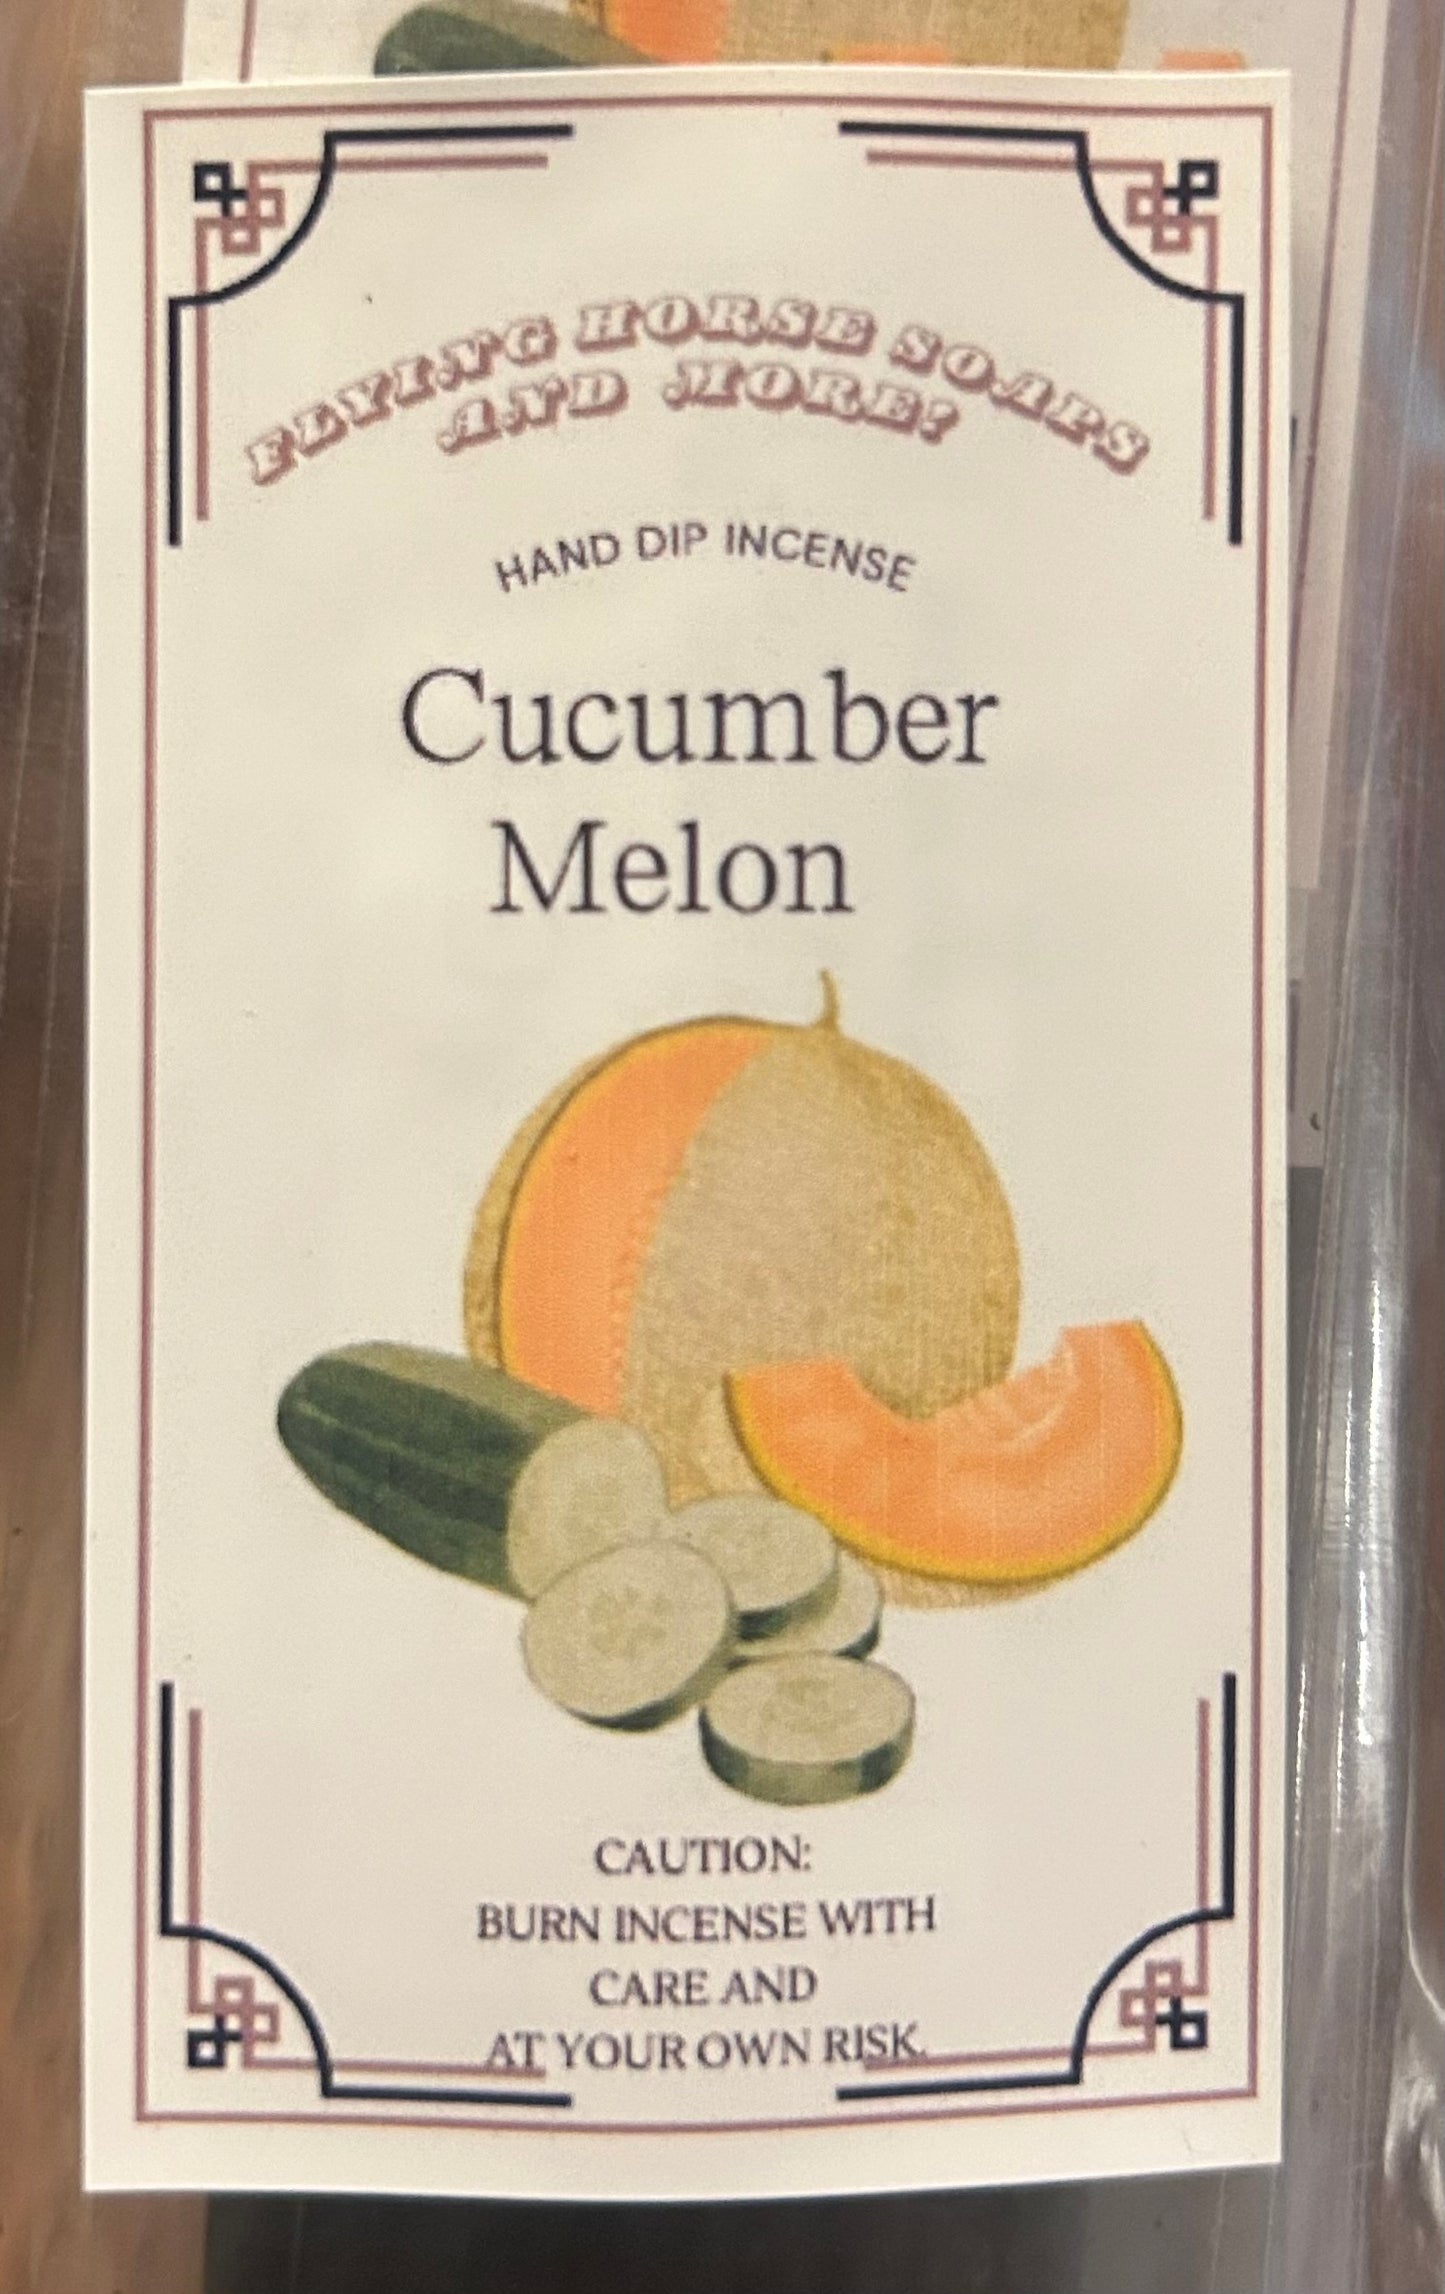 FLYING HORSE SOAPS
AND MORE!
HAND DIP INCENSE
Cucumber
Melon
CAUTION:
BURN INCENSE WITH
CARE AND
AT YOUR OWN RISK.